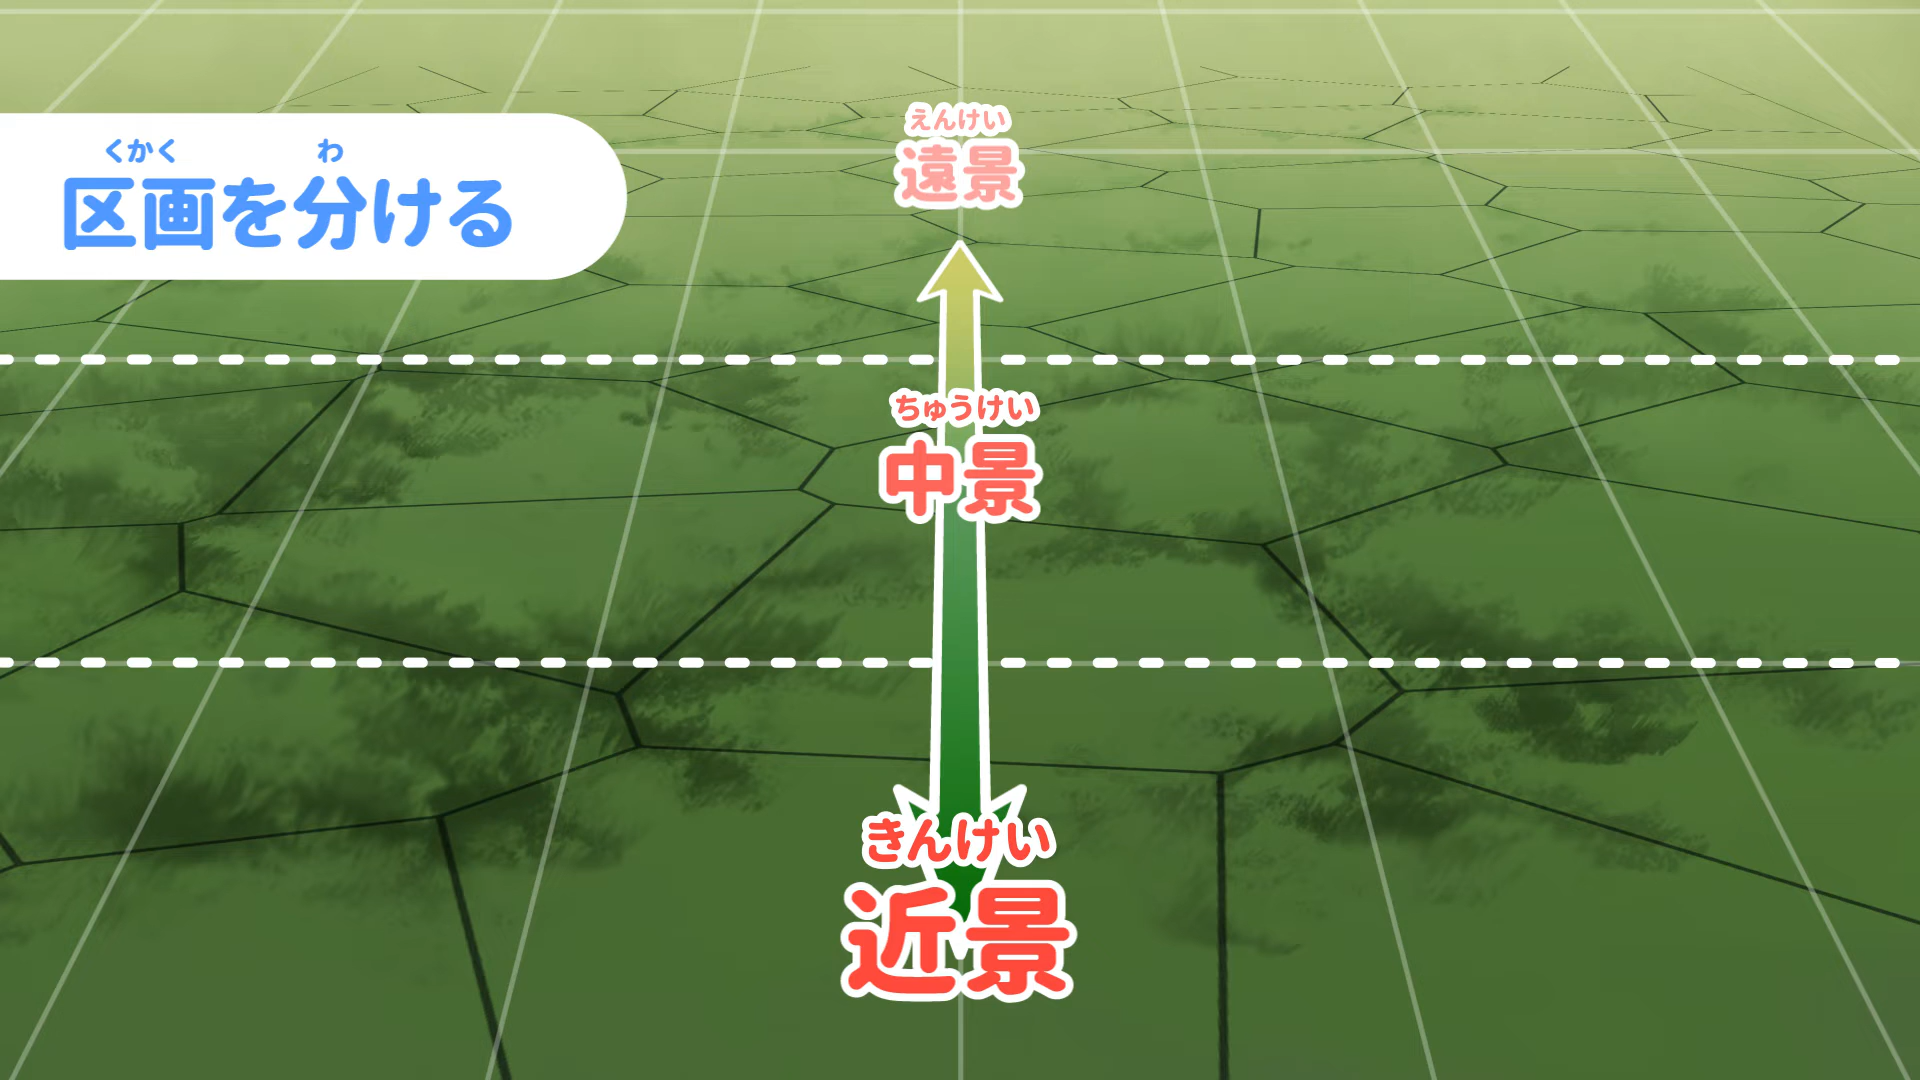 くかく わ
区画を分ける
えんけい
遠景
ちゅうけい
中景
きんけい
近景